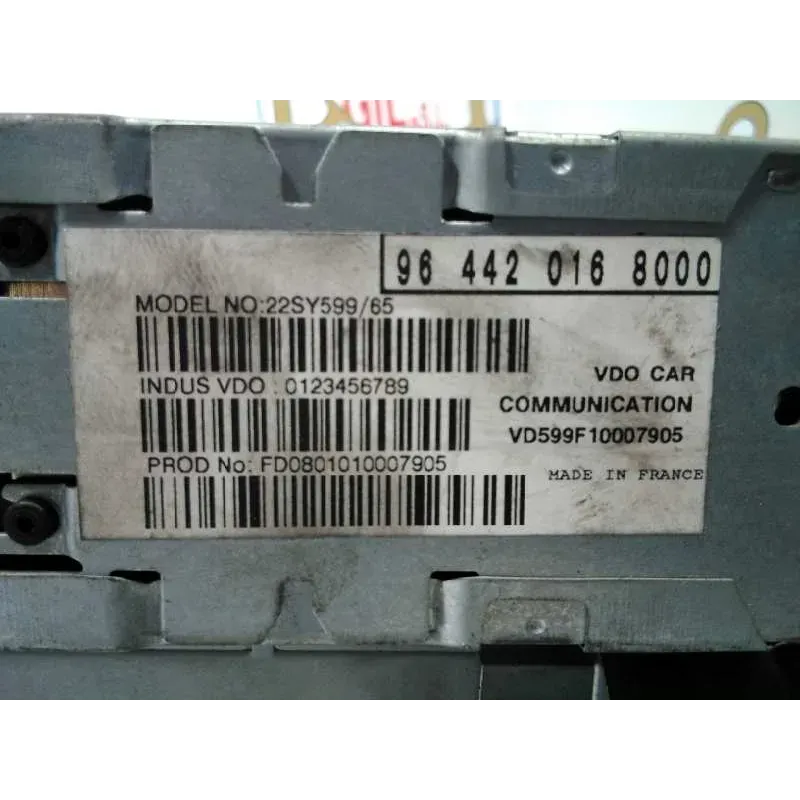 96 442 016 8000
MODEL NO:22SY599/65
INDUS VDO : 0123456789
PROD No: FD0801010007905
VDO CAR
COMMUNICATION
VD599F10007905
MADE IN FRANCE